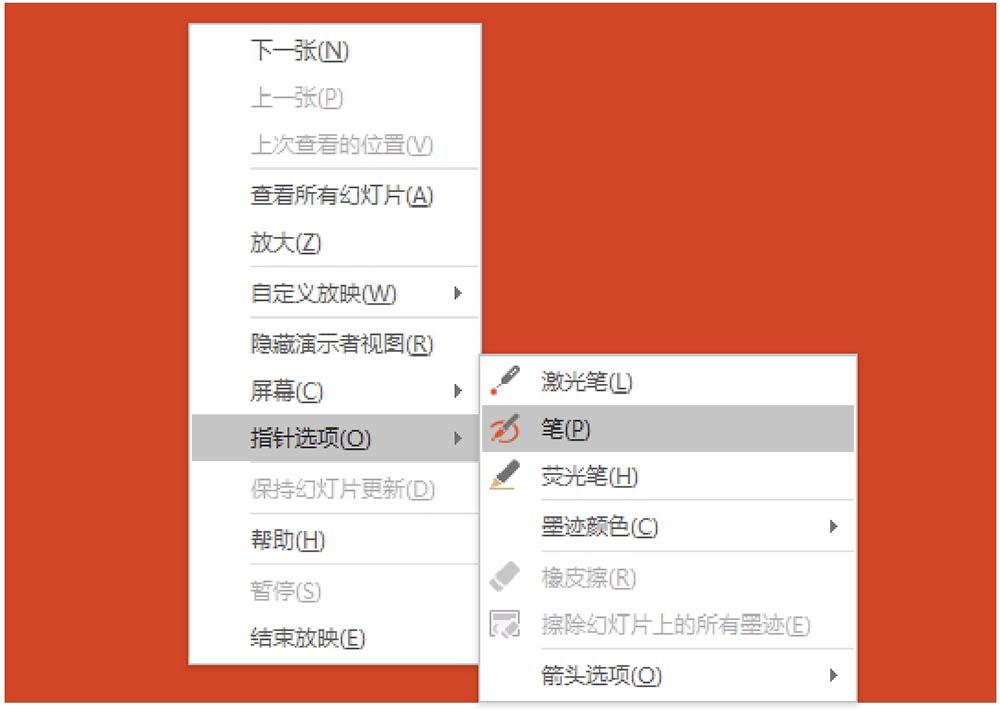 下一张(N)
上一张(P)
上次查看的位置(V)
查看所有幻灯片(A)
放大(Z)
自定义放映(W)
隐藏演示者视图(R)
屏幕(C)
指针选项(O)
保持幻灯片更新(D)
帮助(H)
暂停(S)
结束放映(E)
激光笔(L)
笔(P)
荧光笔(H)
墨迹颜色(C)
橡皮擦(R)
擦除幻灯片上的所有墨迹(E)
箭头选项(O)